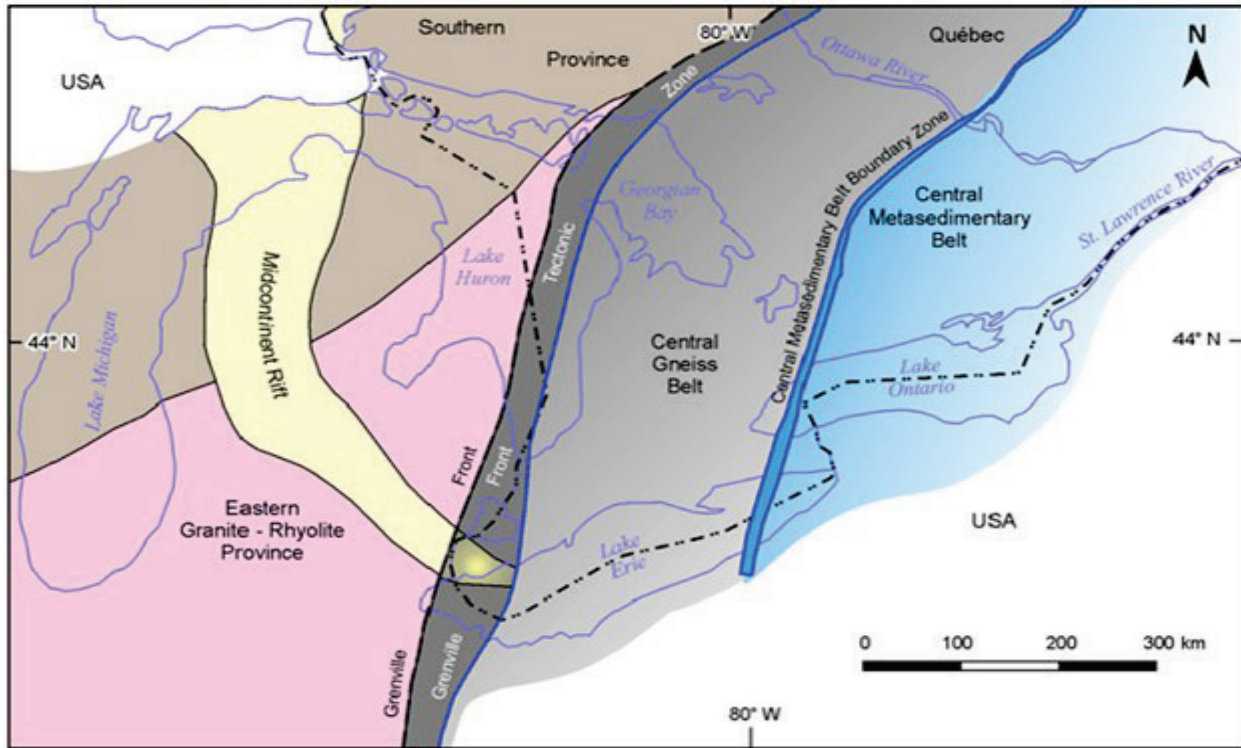 Southern
Province
80° W
Québec
N
USA
Ottawa River
Zone
Georgian
Bay
Central Metasedimentary Belt Boundary Zone
Central
Metasedimentary
Belt
St. Lawrence River
Lake
Huron
Tectonic
Midcontinent Rift
Lake Michigan
44° N
44° N
Central
Gneiss
Belt
Lake
Ontario
Front
Front
Eastern
Granite - Rhyolite
Province
USA
Lake
Erie
Grenville
Grenville
0 100 200 300 km
80° W